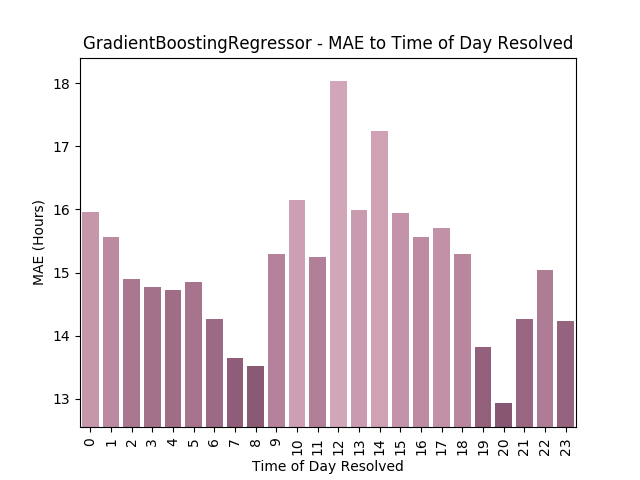 GradientBoostingRegressor - MAE to Time of Day Resolved
18
17
16
15
14
13
MAE (Hours)
0 1 2 3 4 5 6 7 8 9 10 11 12 13 14 15 16 17 18 19 20 21 22 23
Time of Day Resolved